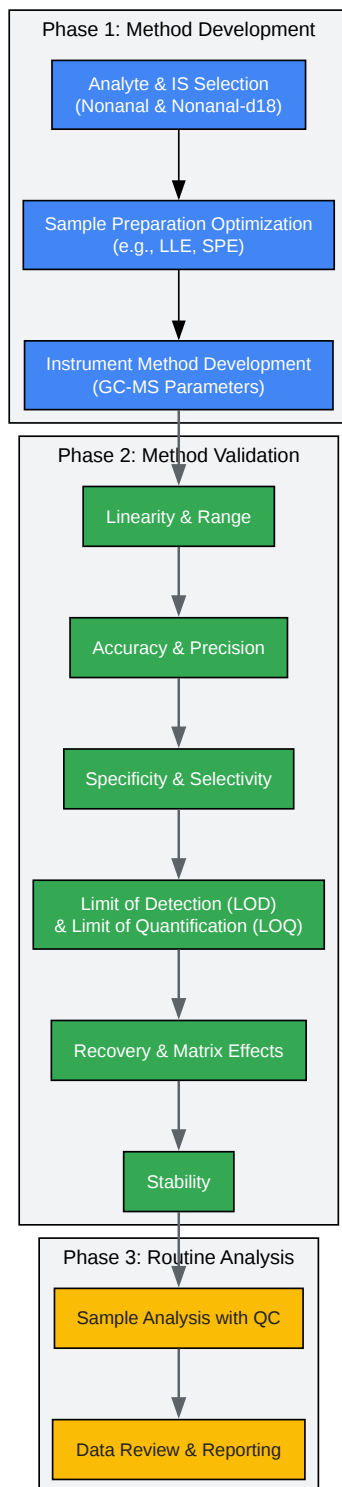 Phase 1: Method Development
Analyte & IS Selection
(Nonanal & Nonanal-d18)
Sample Preparation Optimization
(e.g., LLE, SPE)
Instrument Method Development
(GC-MS Parameters)
Phase 2: Method Validation
Linearity & Range
Accuracy & Precision
Specificity & Selectivity
Limit of Detection (LOD)
& Limit of Quantification (LOQ)
Recovery & Matrix Effects
Stability
Phase 3: Routine Analysis
Sample Analysis with QC
Data Review & Reporting